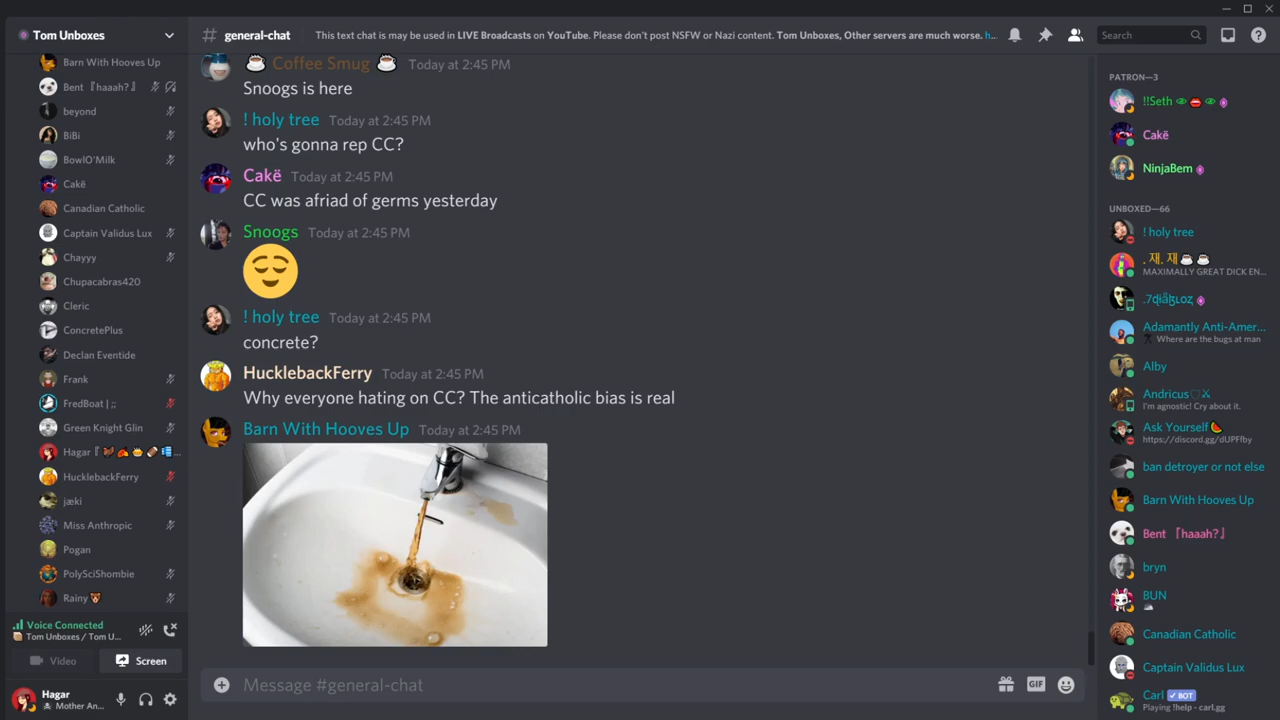 Tom Unboxes
# general-chat
This text chat is may be used in LIVE Broadcasts on YouTube. Please don't post NSFW or Nazi content. Tom Unboxes, Other servers are much worse. h...
Search
Barn With Hooves Up
Bent『haaah?』
beyond
BiBi
BowlO'Milk
Cakë
Canadian Catholic
Captain Validus Lux
Chayyy
Chupacabras420
Cleric
ConcretePlus
Declan Eventide
Frank
FredBoat | ;;
Green Knight Glin
Hagar『🦃🍂🥧🏈...
HucklebackFerry
jæki
Miss Anthropic
Pogan
PolySciShombie
Rainy 🐻
Voice Connected
Tom Unboxes / Tom U...
Video
Screen
Hagar
☠ Mother An...
☕ Coffee Smug ☕ Today at 2:45 PM
Snoogs is here
! holy tree Today at 2:45 PM
who's gonna rep CC?
Cakë Today at 2:45 PM
CC was afriad of germs yesterday
Snoogs Today at 2:45 PM
! holy tree Today at 2:45 PM
concrete?
HucklebackFerry Today at 2:45 PM
Why everyone hating on CC? The anticatholic bias is real
Barn With Hooves Up Today at 2:45 PM
Message #general-chat
GIF
PATRON—3
!!Seth 👁👄👁
Cakë
NinjaBem
UNBOXED—66
! holy tree
. 재. 재☕☕
MAXIMALLY GREAT DICK EN...
Adamantly Anti-Amer...
Where are the bugs at man
Alby
Andricus♡⚔
I'm agnostic! Cry about it.
Ask Yourself🍉
https://discord.gg/dUPFfby
ban detroyer or not else
Barn With Hooves Up
Bent『haaah?』
bryn
BUN
Canadian Catholic
Captain Validus Lux
Carl ✓ BOT
Playing !help - carl.gg